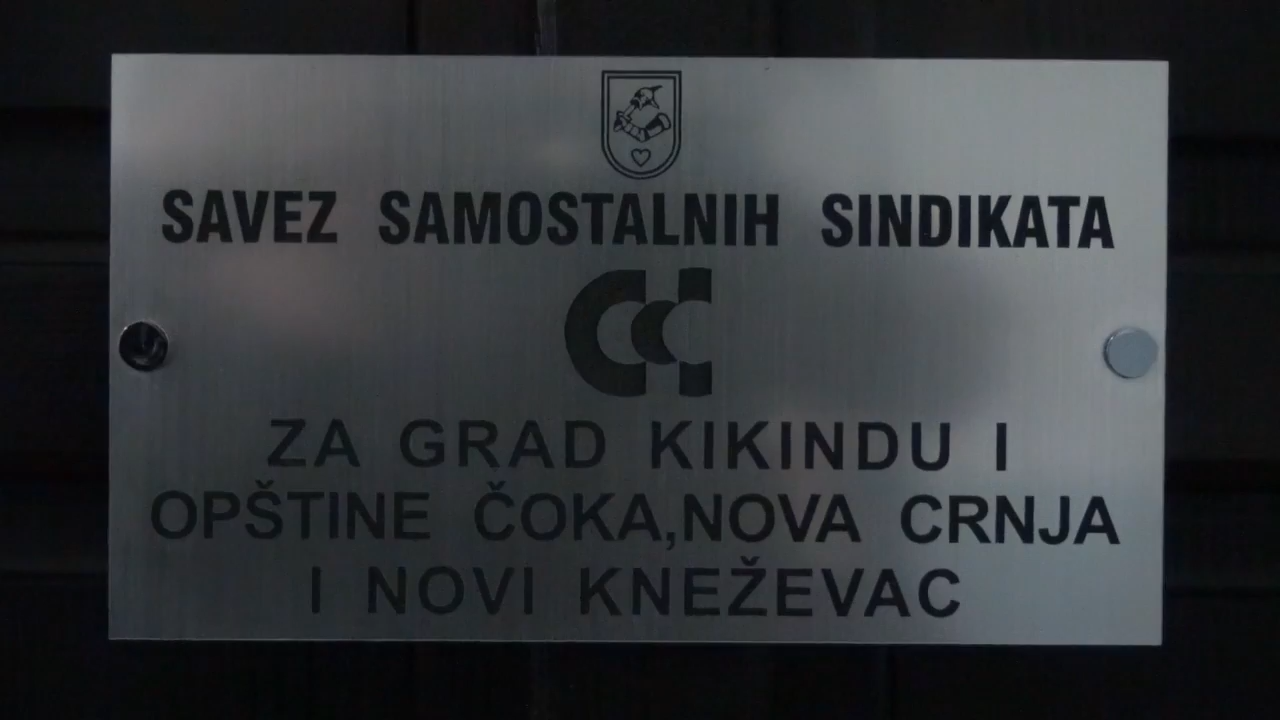 SAVEZ SAMOSTALNIH SINDIKATA
ZA GRAD KIKINDU I
OPŠTINE ČOKA,NOVA CRNJA
I NOVI KNEŽEVAC